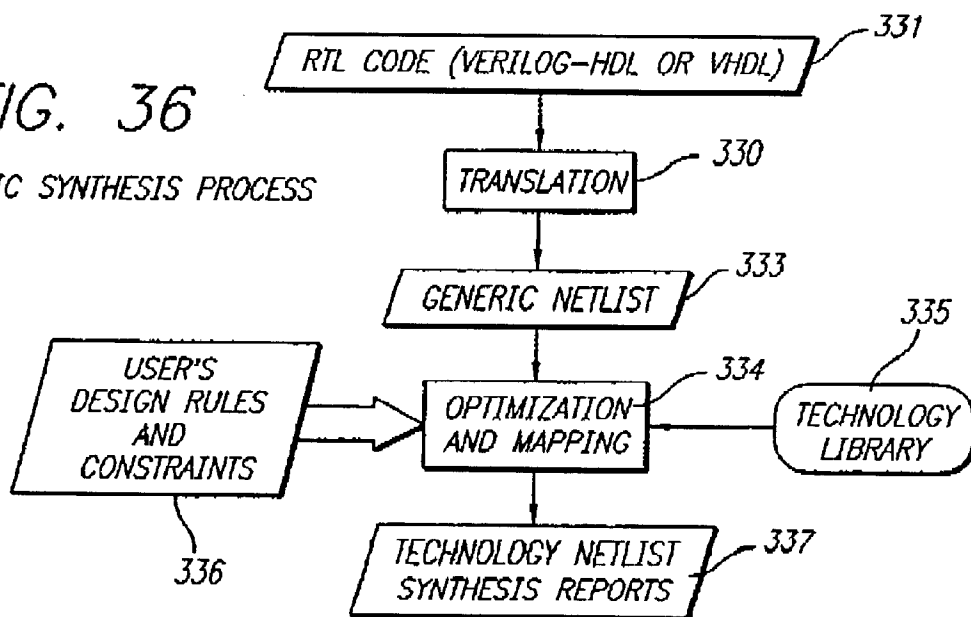 331
RTL CODE (VERILOG-HDL OR VHDL)
IG. 36
330
IC SYNTHESIS PROCESS
TRANSLATION
333
GENERIC NETLIST
335
USER'S
DESIGN RULES
AND
CONSTRAINTS
334
OPTIMIZATION
AND MAPPING
TECHNOLOGY
LIBRARY
336
TECHNOLOGY NETLIST
SYNTHESIS REPORTS
337